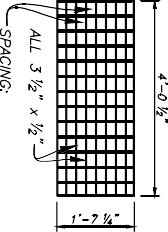 4'-0 ½"
ALL 3 ½" x ½"
SPACING:
1'-7 ¼"